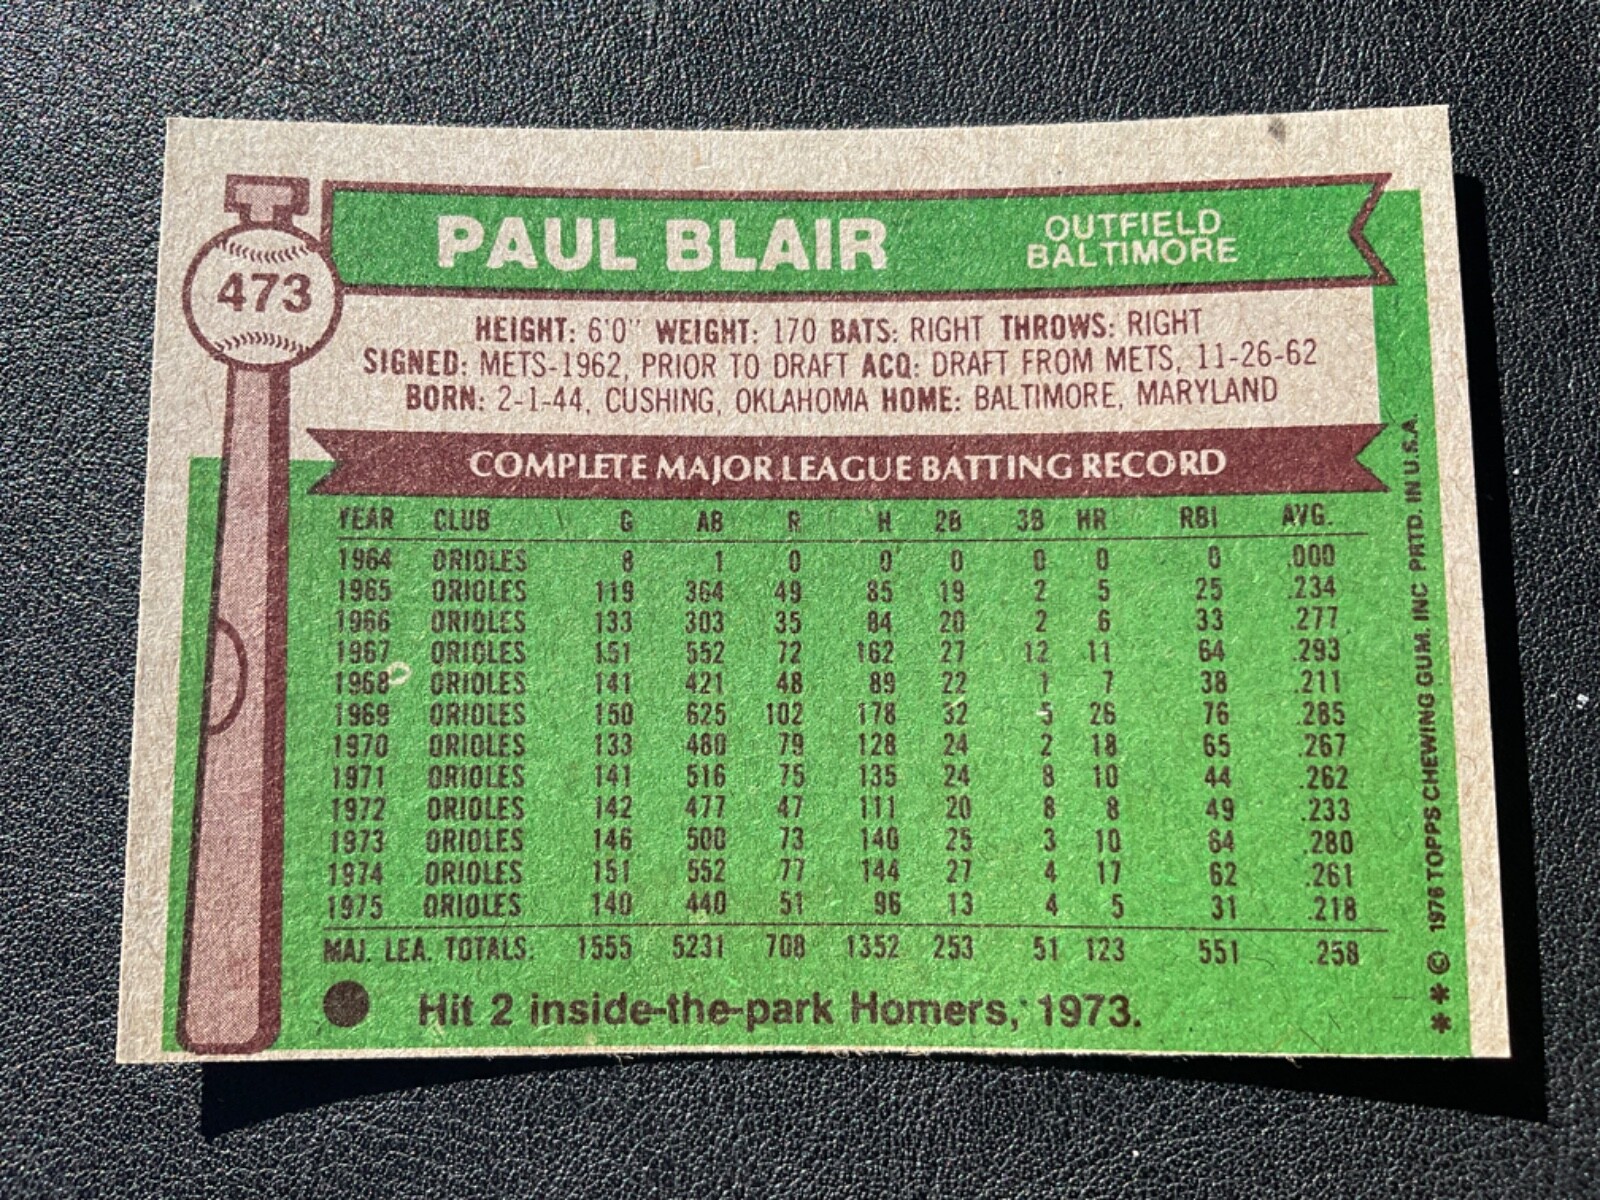 473
PAUL BLAIR
OUTFIELD
BALTIMORE
HEIGHT: 6'0" WEIGHT: 170 BATS: RIGHT THROWS: RIGHT
SIGNED: METS-1962, PRIOR TO DRAFT ACQ: DRAFT FROM METS, 11-26-62
BORN: 2-1-44, CUSHING, OKLAHOMA HOME: BALTIMORE, MARYLAND
COMPLETE MAJOR LEAGUE BATTING RECORD
YEAR CLUB G AB R H 2B 3B HR RBI AVG.
1964 ORIOLES 8 1 0 0 0 0 0 0 .000
1965 ORIOLES 119 364 49 85 19 2 5 25 .234
1966 ORIOLES 133 303 35 84 20 2 6 33 .277
1967 ORIOLES 151 552 72 162 27 12 11 64 .293
1968 ORIOLES 141 421 48 89 22 1 7 38 .211
1969 ORIOLES 150 625 102 178 32 5 26 76 .285
1970 ORIOLES 133 480 79 128 24 2 18 65 .267
1971 ORIOLES 141 516 75 135 24 8 10 44 .262
1972 ORIOLES 142 477 47 111 20 8 8 49 .233
1973 ORIOLES 146 500 73 140 25 3 10 64 .280
1974 ORIOLES 151 552 77 144 27 4 17 62 .261
1975 ORIOLES 140 440 51 96 13 4 5 31 .218
MAJ. LEA. TOTALS: 1555 5231 708 1352 253 51 123 551 .258
Hit 2 inside-the-park Homers, 1973.
** © 1976 TOPPS CHEWING GUM. INC PRTD. IN U.S.A.